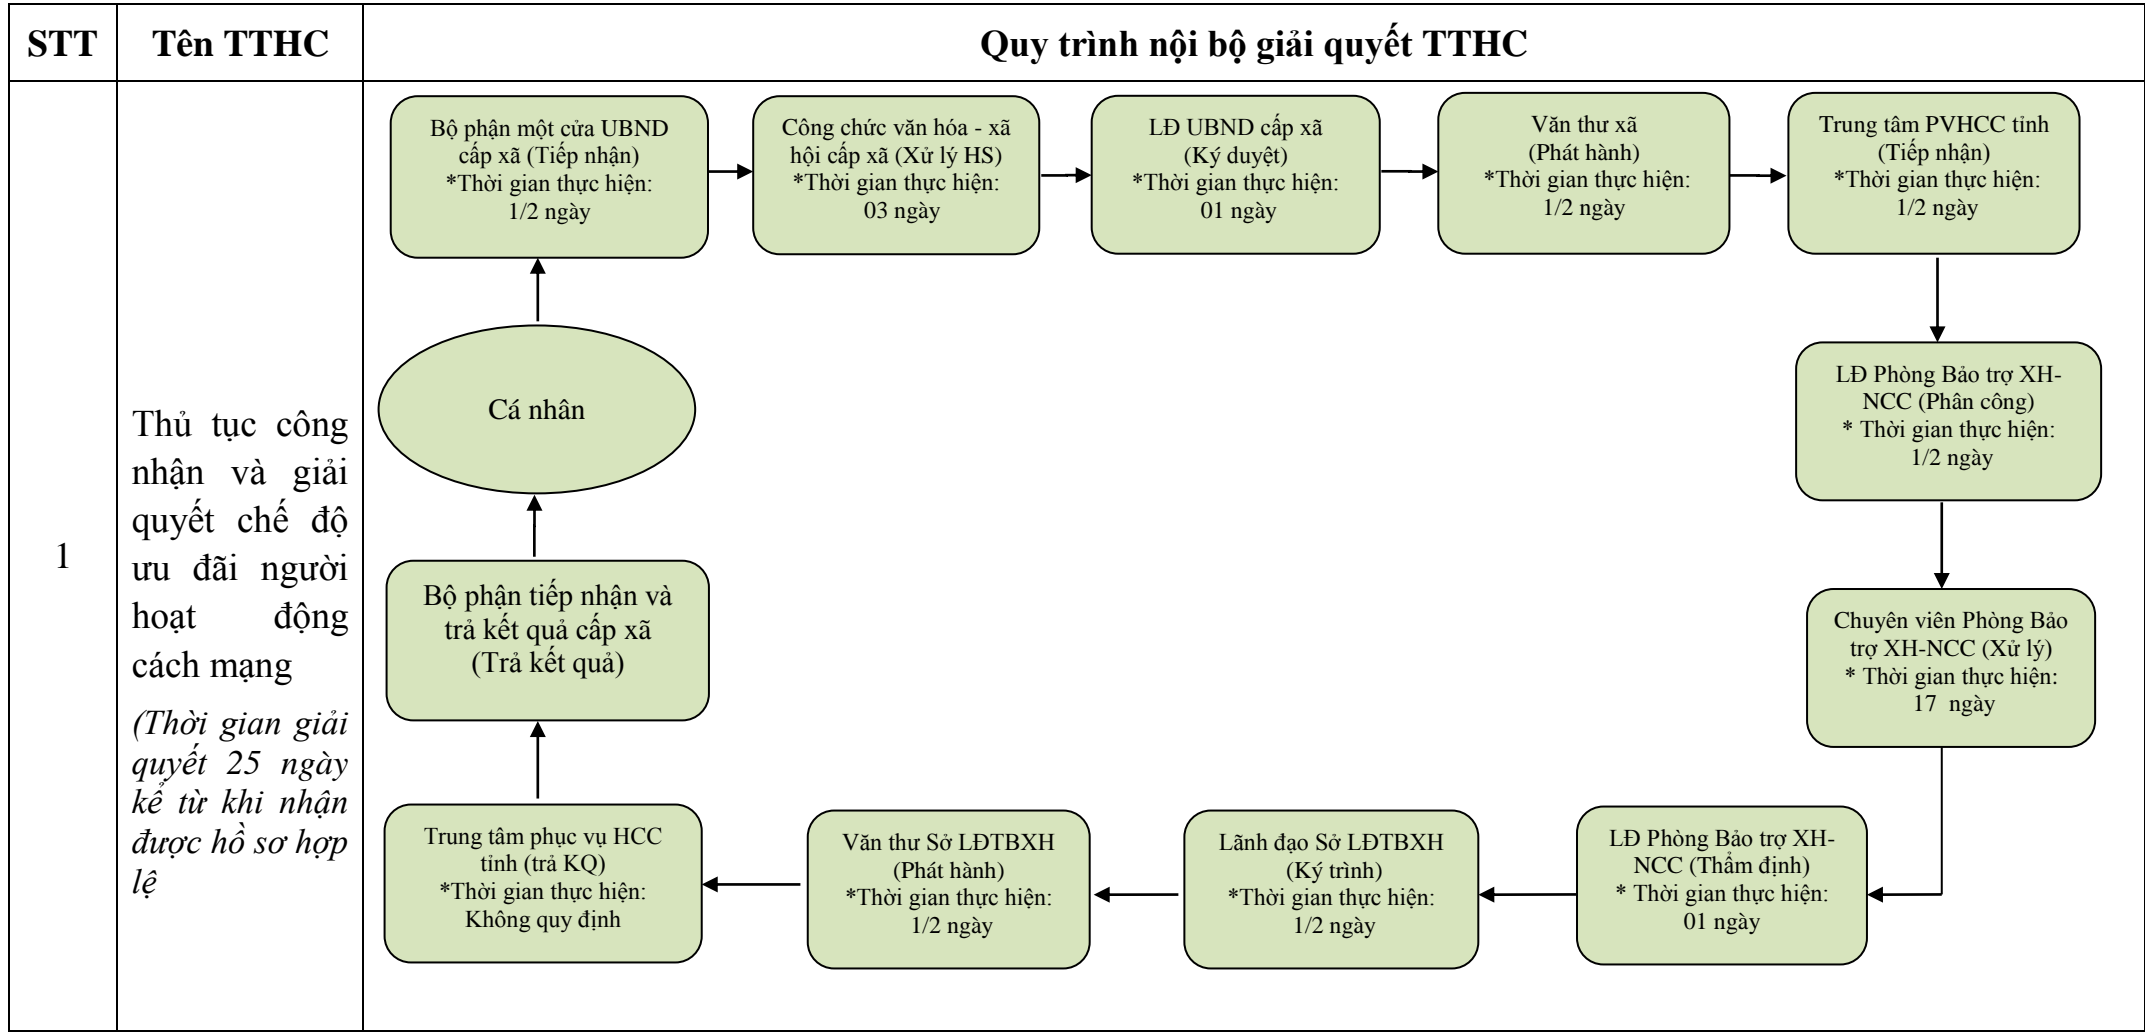 STT
Tên TTHC
Quy trình nội bộ giải quyết TTHC
1
Thủ tục công
nhận và giải
quyết chế độ
ưu đãi người
hoạt động
cách mạng
(Thời gian giải
quyết 25 ngày
kể từ khi nhận
được hồ sơ hợp
lệ
Bộ phận một cửa UBND
cấp xã (Tiếp nhận)
*Thời gian thực hiện:
1/2 ngày
Công chức văn hóa - xã
hội cấp xã (Xử lý HS)
*Thời gian thực hiện:
03 ngày
LĐ UBND cấp xã
(Ký duyệt)
*Thời gian thực hiện:
01 ngày
Văn thư xã
(Phát hành)
*Thời gian thực hiện:
1/2 ngày
Trung tâm PVHCC tỉnh
(Tiếp nhận)
*Thời gian thực hiện:
1/2 ngày
LĐ Phòng Bảo trợ XH-
NCC (Phân công)
* Thời gian thực hiện:
1/2 ngày
Chuyên viên Phòng Bảo
trợ XH-NCC (Xử lý)
* Thời gian thực hiện:
17 ngày
LĐ Phòng Bảo trợ XH-
NCC (Thẩm định)
* Thời gian thực hiện:
01 ngày
Lãnh đạo Sở LĐTBXH
(Ký trình)
*Thời gian thực hiện:
1/2 ngày
Văn thư Sở LĐTBXH
(Phát hành)
*Thời gian thực hiện:
1/2 ngày
Trung tâm phục vụ HCC
tỉnh (trả KQ)
*Thời gian thực hiện:
Không quy định
Bộ phận tiếp nhận và
trả kết quả cấp xã
(Trả kết quả)
Cá nhân